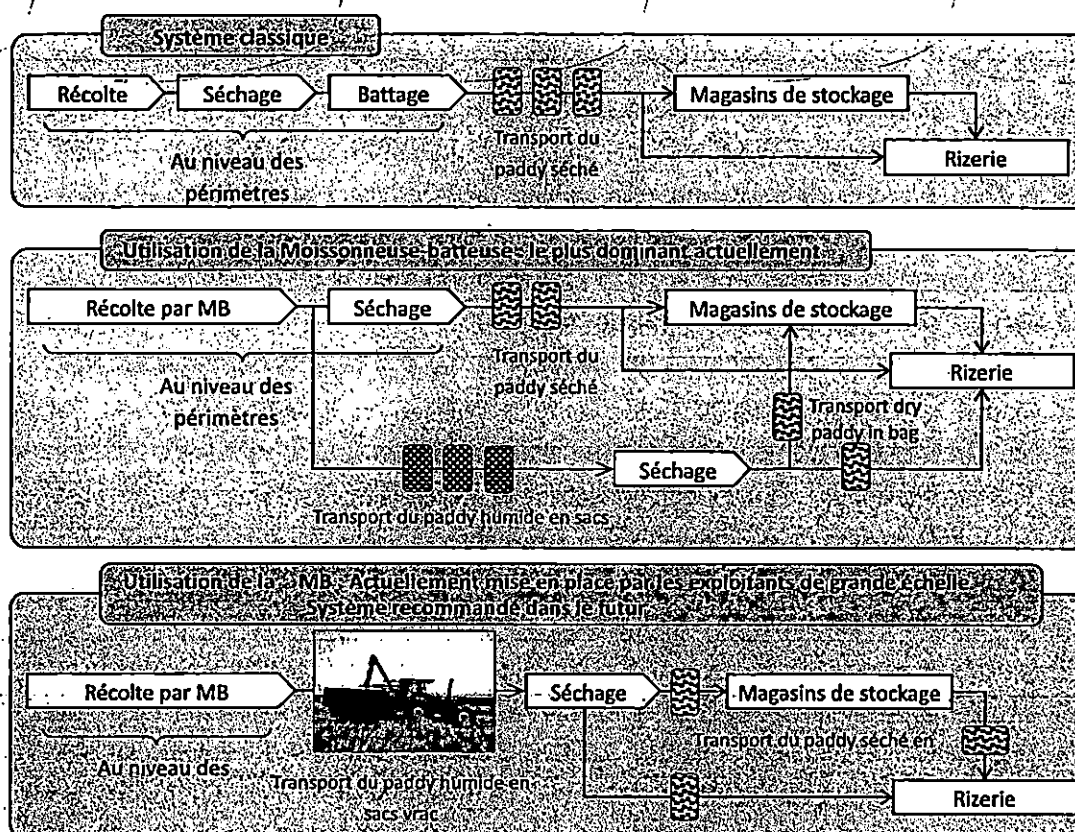 Système classique
Récolte
Séchage
Battage
Magasins de stockage
Transport du
paddy séché
Au niveau des
périmètres
Rizerie
Utilisation de la Moissonneuse-batteuse- le plus dominant actuellement
Récolte par MB
Séchage
Magasins de stockage
Transport du
paddy séché
Au niveau des
périmètres
Rizerie
Transport dry
paddy in bag
Séchage
Transport du paddy humide en sacs
Utilisation de la MB Actuellement mise en place par les exploitants de grande échelle
Système recommandé dans le futur
Récolte par MB
Séchage
Magasins de stockage
Transport du paddy séché en
Au niveau des
Transport du paddy humide en
sacs vrac
Rizerie